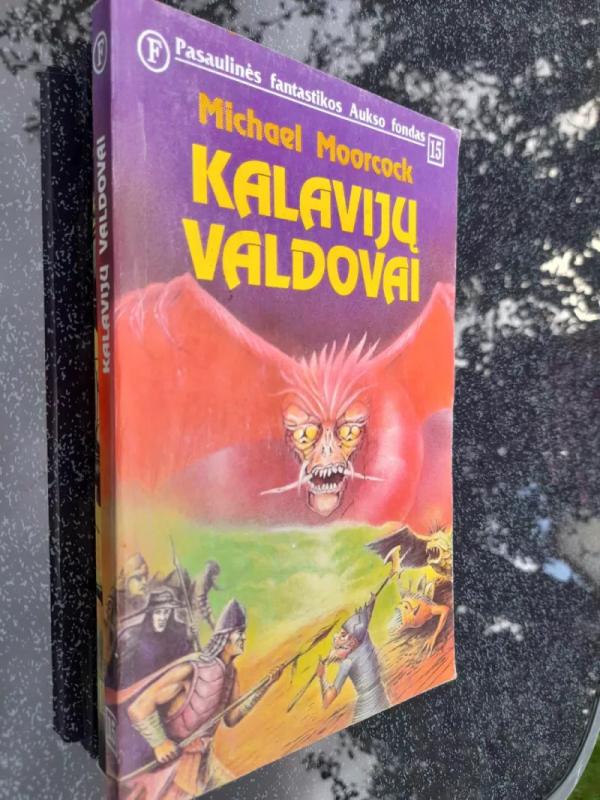 F
Pasaulinės fantastikos Aukso fondas
15
Michael Moorcock
KALAVIJŲ
VALDOVAI
F
KALAVIJŲ VALDOVAI